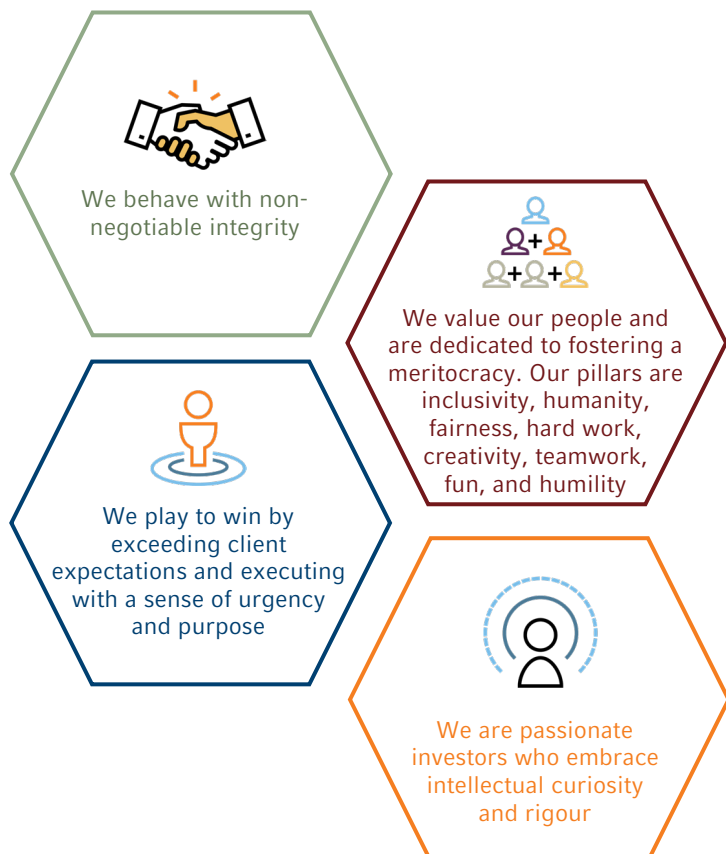 We behave with non-
negotiable integrity
We value our people and
are dedicated to fostering a
meritocracy. Our pillars are
inclusivity, humanity,
fairness, hard work,
creativity, teamwork,
fun, and humility
We play to win by
exceeding client
expectations and executing
with a sense of urgency
and purpose
We are passionate
investors who embrace
intellectual curiosity
and rigour